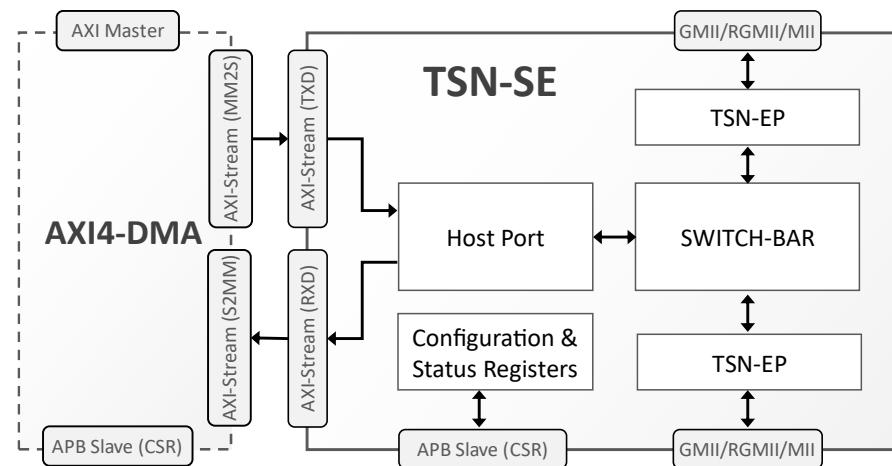 AXI Master
GMII/RGMII/MII
TSN-SE
AXI-Stream (MM2S)
AXI-Stream (TXD)
TSN-EP
AXI4-DMA
Host Port
SWITCH-BAR
AXI-Stream (S2MM)
AXI-Stream (RXD)
Configuration &
Status Registers
TSN-EP
APB Slave (CSR)
APB Slave (CSR)
GMII/RGMII/MII